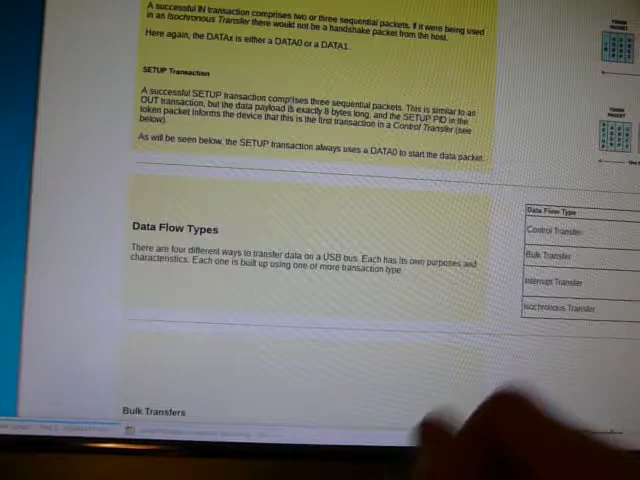 A successful IN transaction comprises two or three sequential packets. If it were being used
in an Isochronous Transfer there would not be a handshake packet from the host.
Here again, the DATAx is either a DATA0 or a DATA1.
SETUP Transaction
A successful SETUP transaction comprises three sequential packets. This is similar to an
OUT transaction, but the data payload is exactly 8 bytes long, and the SETUP PID in the
token packet informs the device that this is the first transaction in a Control Transfer (see
below).
As will be seen below, the SETUP transaction always uses a DATA0 to start the data packet.
TOKEN
PACKET
TOKEN
PACKET
Data Flow Types
There are four different ways to transfer data on a USB bus. Each has its own purposes and
characteristics. Each one is built up using one or more transaction type.
Data Flow Type
Control Transfer
Bulk Transfer
Interrupt Transfer
Isochronous Transfer
Bulk Transfers